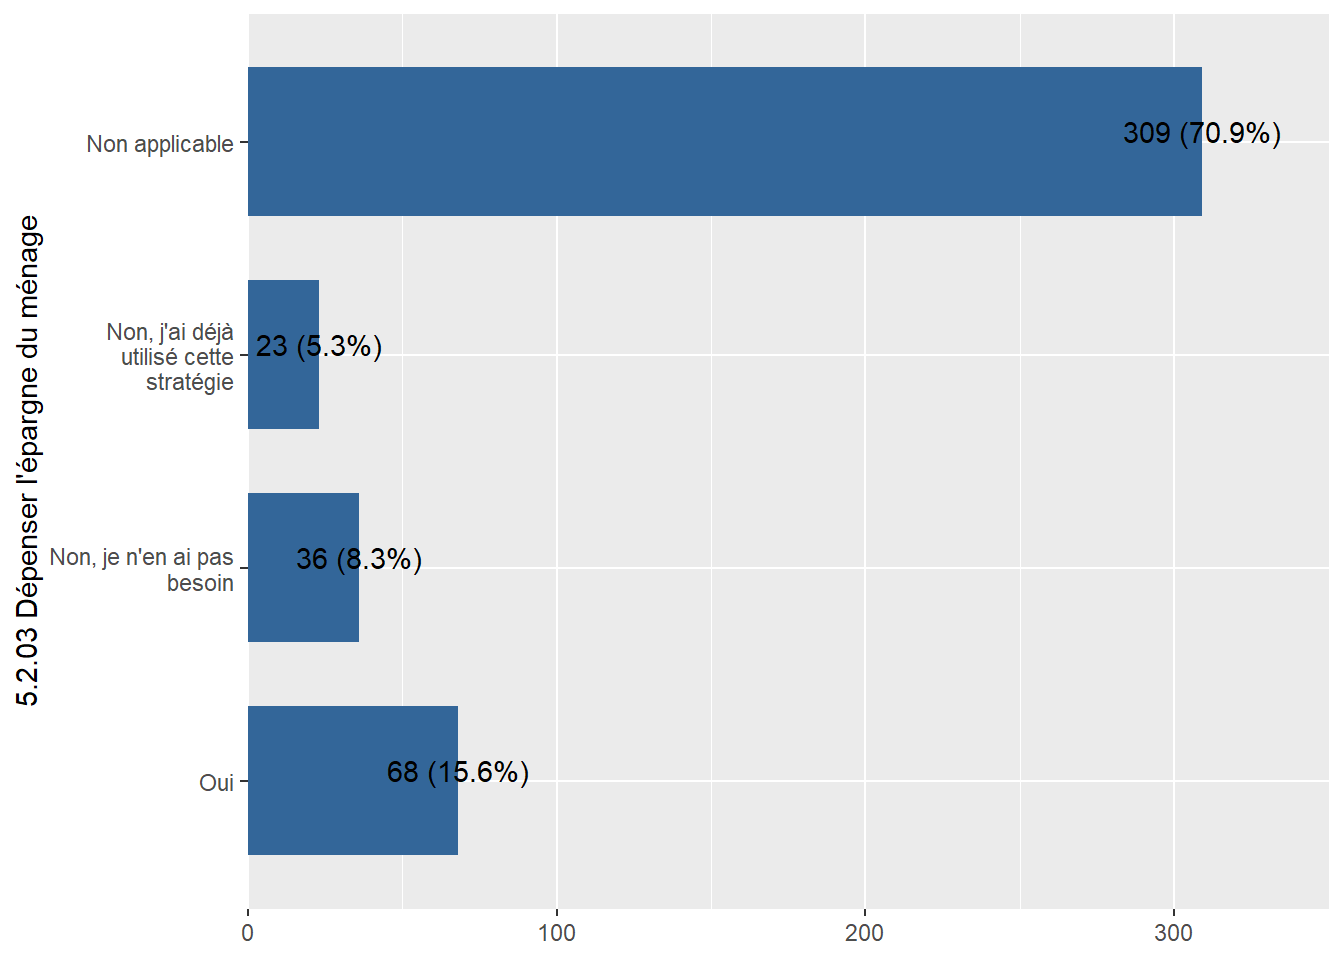 5.2.03 Dépenser l'épargne du ménage
Non applicable
309 (70.9%)
Non, j'ai déjà
utilisé cette
stratégie
23 (5.3%)
Non, je n'en ai pas
besoin
36 (8.3%)
Oui
68 (15.6%)
0
100
200
300